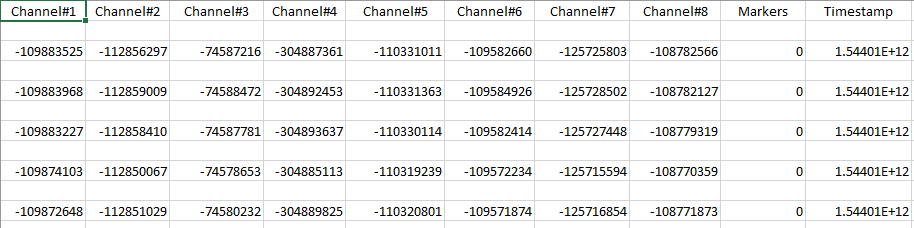 Channel#1 Channel#2 Channel#3 Channel#4 Channel#5 Channel#6 Channel#7 Channel#8 Markers Timestamp
-109883525 -112856297 -74587216 -304887361 -110331011 -109582660 -125725803 -108782566 0 1.54401E+12
-109883968 -112859009 -74588472 -304892453 -110331363 -109584926 -125728502 -108782127 0 1.54401E+12
-109883227 -112858410 -74587781 -304893637 -110330114 -109582414 -125727448 -108779319 0 1.54401E+12
-109874103 -112850067 -74578653 -304885113 -110319239 -109572234 -125715594 -108770359 0 1.54401E+12
-109872648 -112851029 -74580232 -304889825 -110320801 -109571874 -125716854 -108771873 0 1.54401E+12